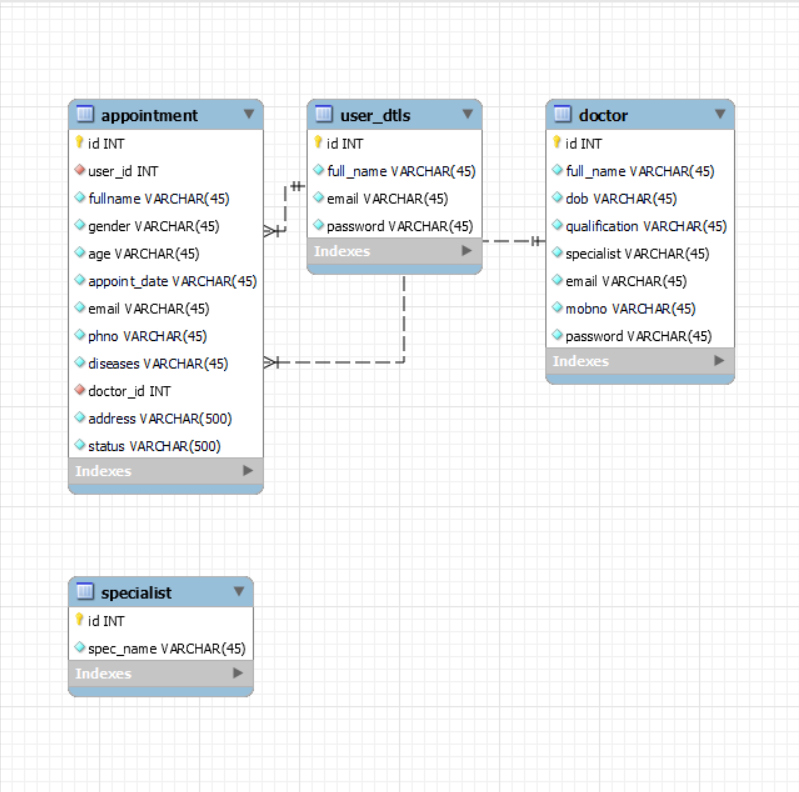 appointment
id INT
user_id INT
fullname VARCHAR(45)
gender VARCHAR(45)
age VARCHAR(45)
appoint_date VARCHAR(45)
email VARCHAR(45)
phno VARCHAR(45)
diseases VARCHAR(45)
doctor_id INT
address VARCHAR(500)
status VARCHAR(500)
Indexes
user_dtls
id INT
full_name VARCHAR(45)
email VARCHAR(45)
password VARCHAR(45)
Indexes
doctor
id INT
full_name VARCHAR(45)
dob VARCHAR(45)
qualification VARCHAR(45)
specialist VARCHAR(45)
email VARCHAR(45)
mobno VARCHAR(45)
password VARCHAR(45)
Indexes
specialist
id INT
spec_name VARCHAR(45)
Indexes